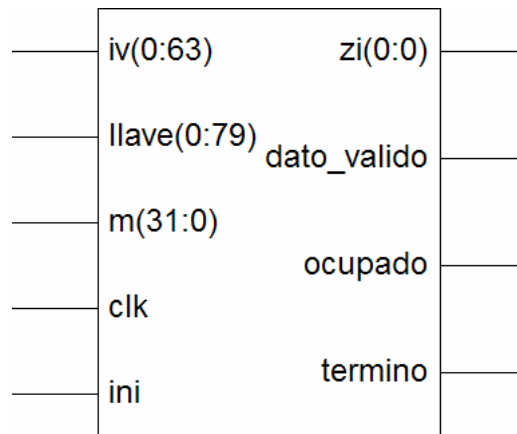 iv(0:63)
llave(0:79)
m(31:0)
clk
ini
zi(0:0)
dato_valido
ocupado
termino